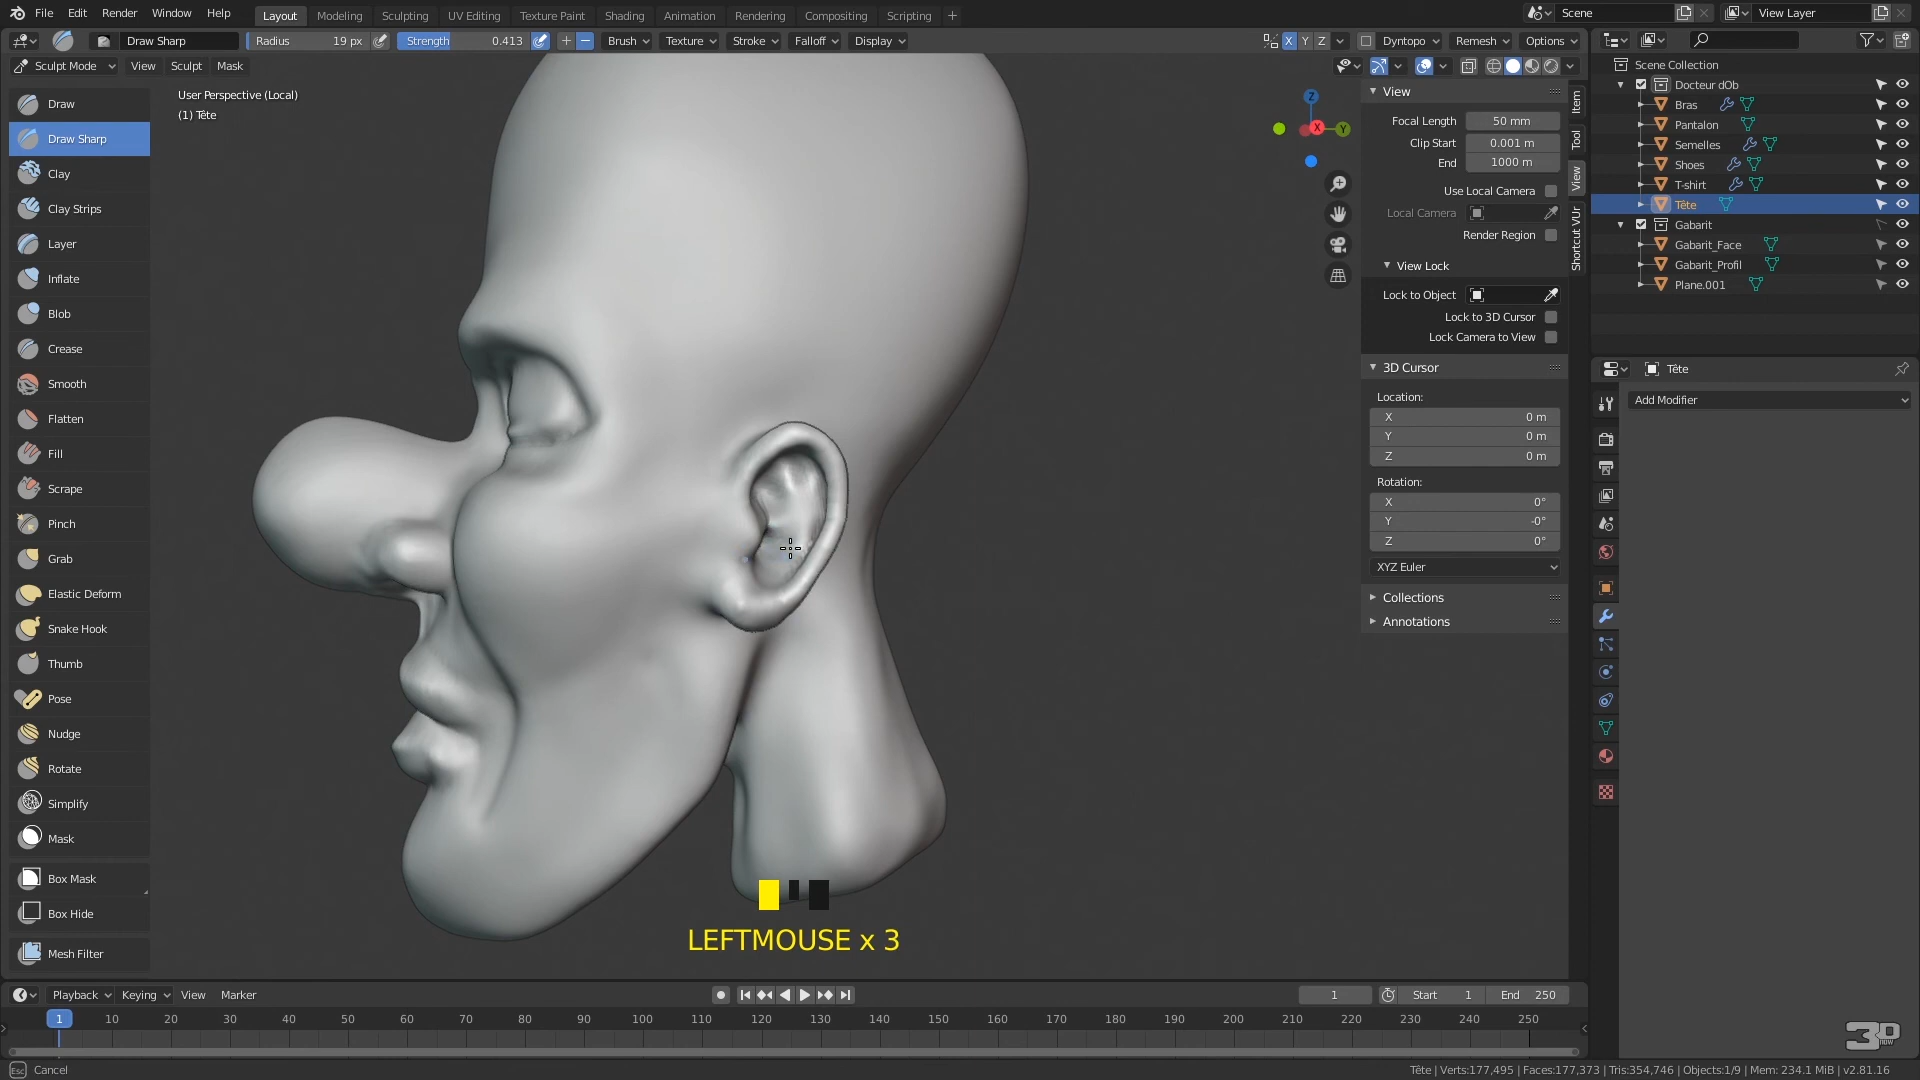 File Edit Render Window Help Layout Modeling Sculpting UV Editing Texture Paint Shading Animation Rendering Compositing Scripting + Scene View Layer
Draw Sharp Radius 19 px Strength 0.413 + − Brush Texture Stroke Falloff Display X Y Z Dyntopo Remesh Options
Sculpt Mode View Sculpt Mask
User Perspective (Local)
(1) Tête
Draw
Draw Sharp
Clay
Clay Strips
Layer
Inflate
Blob
Crease
Smooth
Flatten
Fill
Scrape
Pinch
Grab
Elastic Deform
Snake Hook
Thumb
Pose
Nudge
Rotate
Simplify
Mask
Box Mask
Box Hide
Mesh Filter
Z
X
Y
View
Focal Length 50 mm
Clip Start 0.001 m
End 1000 m
Use Local Camera
Local Camera
Render Region
View Lock
Lock to Object
Lock to 3D Cursor
Lock Camera to View
3D Cursor
Location:
X 0 m
Y 0 m
Z 0 m
Rotation:
X 0°
Y -0°
Z 0°
XYZ Euler
Collections
Annotations
Item
Tool
View
Shortcut VUr
Scene Collection
Docteur dOb
Bras
Pantalon
Semelles
Shoes
T-shirt
Tête
Gabarit
Gabarit_Face
Gabarit_Profil
Plane.001
Tête
Add Modifier
LEFTMOUSE x 3
Playback Keying View Marker 1 Start 1 End 250
1 10 20 30 40 50 60 70 80 90 100 110 120 130 140 150 160 170 180 190 200 210 220 230 240 250
3D now
Esc Cancel
Tête | Verts:177,495 | Faces:177,373 | Tris:354,746 | Objects:1/9 | Mem: 234.1 MiB | v2.81.16